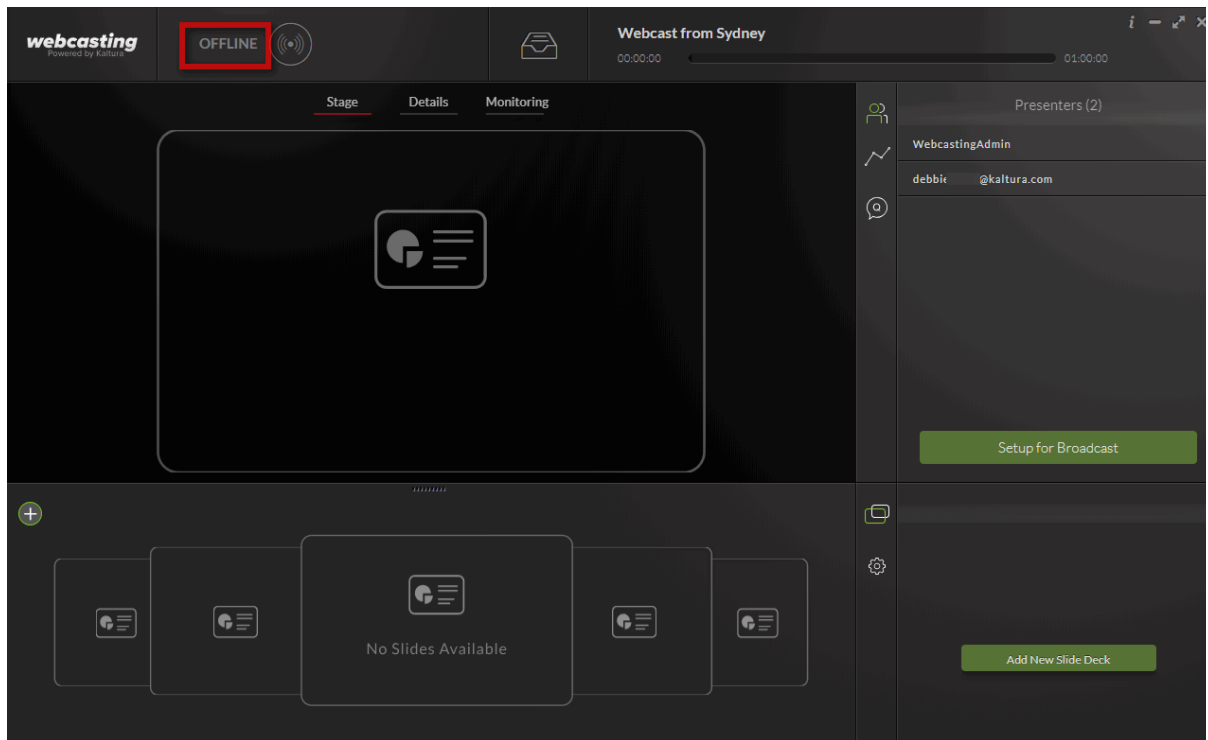 webcasting
Powered by Kaltura
OFFLINE
Webcast from Sydney
00:00:00
01:00:00
i
Stage Details Monitoring
Presenters (2)
WebcastingAdmin
debbie @kaltura.com
Q
Setup for Broadcast
No Slides Available
Add New Slide Deck